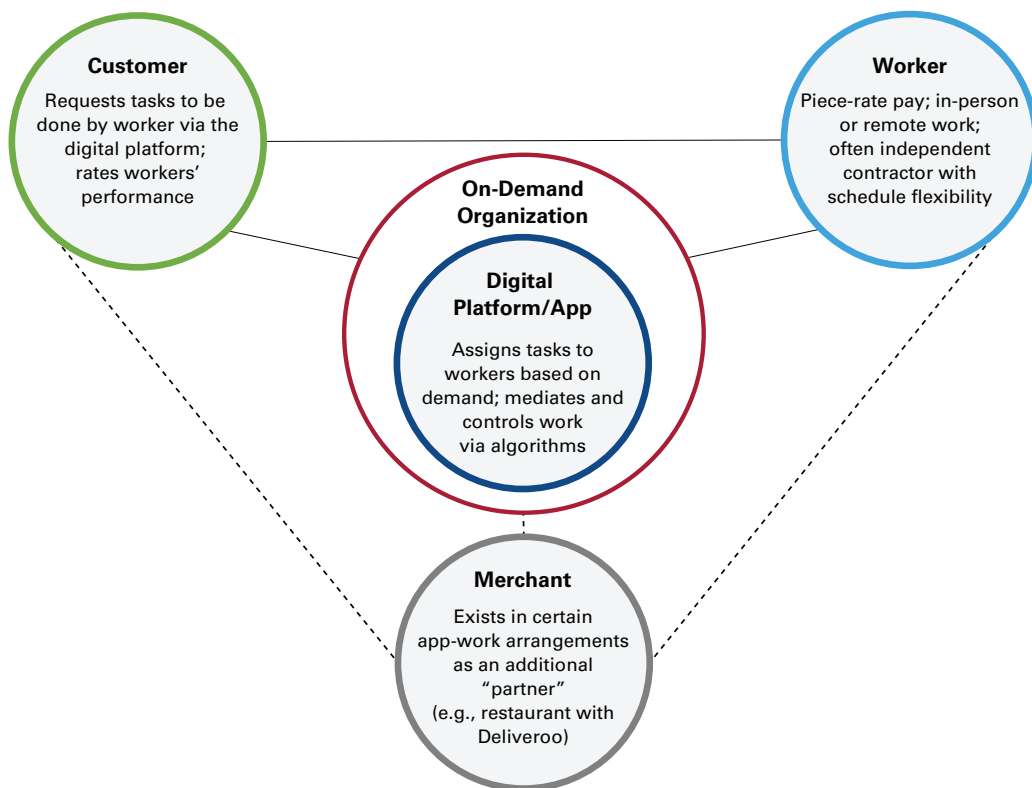 Customer
Requests tasks to be
done by worker via the
digital platform;
rates workers’
performance
Worker
Piece-rate pay; in-person
or remote work;
often independent
contractor with
schedule flexibility
On-Demand
Organization
Digital
Platform/App
Assigns tasks to
workers based on
demand; mediates and
controls work
via algorithms
Merchant
Exists in certain
app-work arrangements
as an additional
“partner”
(e.g., restaurant with
Deliveroo)